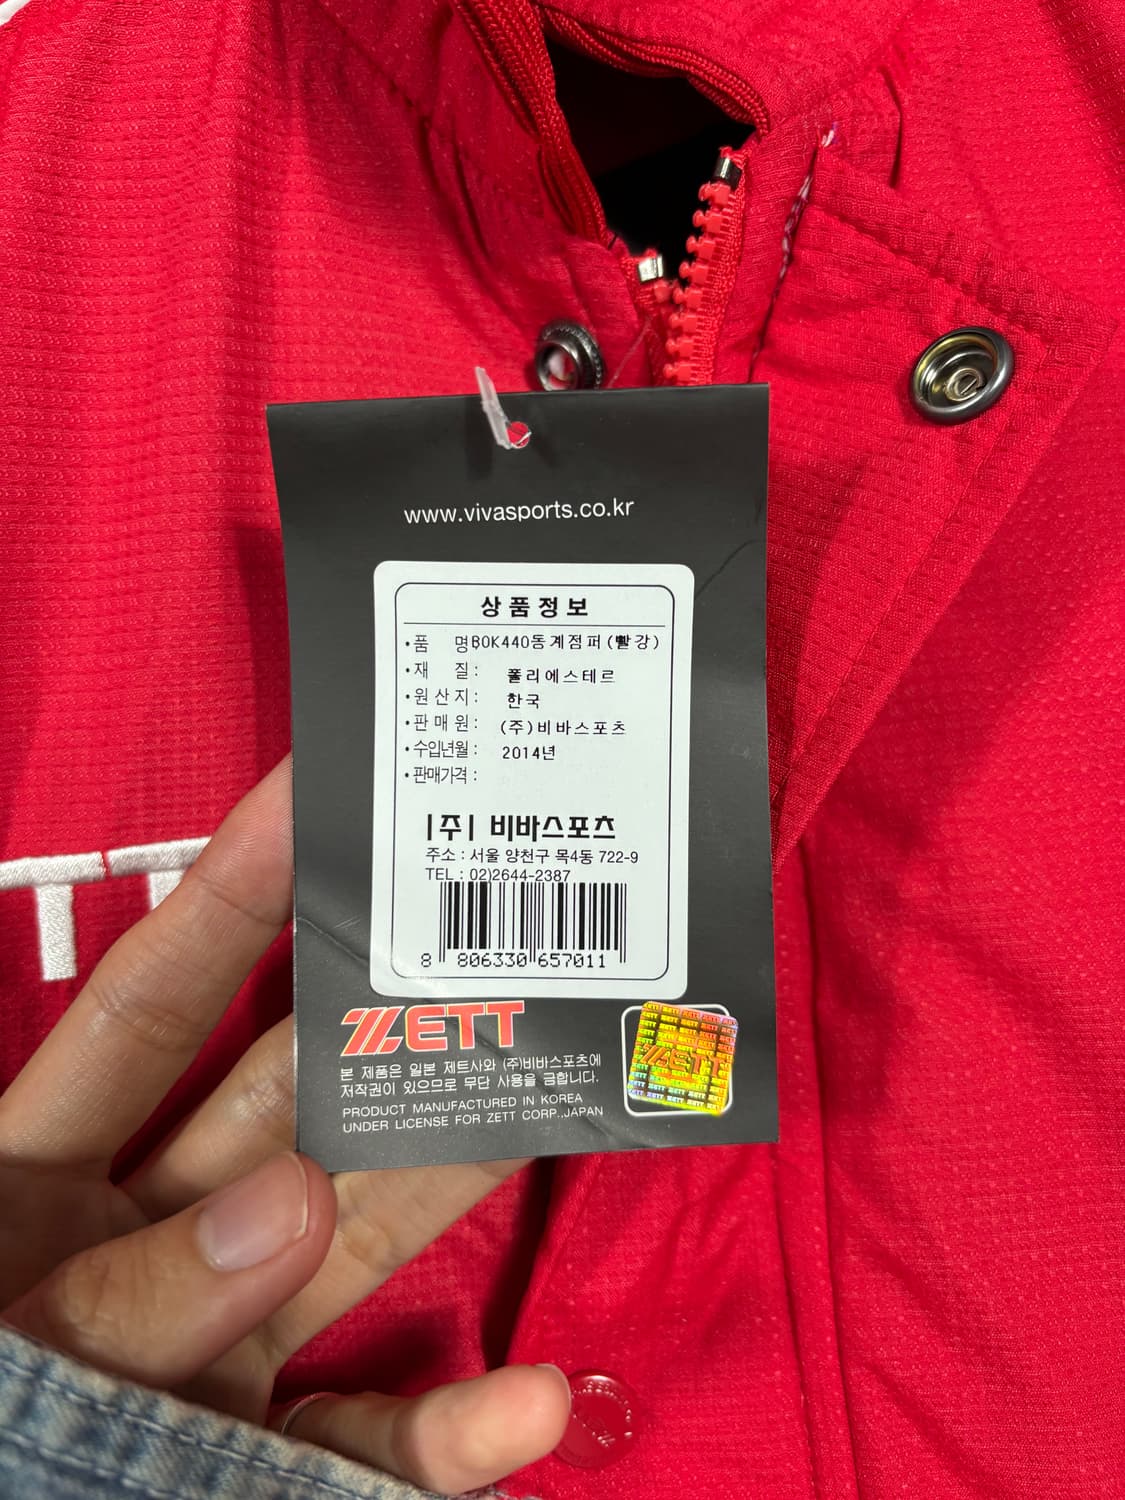 www.vivasports.co.kr
상품정보
•품 명 BOK440동계점퍼(빨강)
•재 질 : 폴리에스테르
•원산지 : 한국
•판매원 : (주)비바스포츠
•수입년월 : 2014년
•판매가격 :
|주| 비바스포츠
주소 : 서울 양천구 목4동 722-9
TEL : 02)2644-2387
8 806330 657011
ZETT
본 제품은 일본 제트사와 (주)비바스포츠에
저작권이 있으므로 무단 사용을 금합니다.
PRODUCT MANUFACTURED IN KOREA
UNDER LICENSE FOR ZETT CORP.,JAPAN
ZETT